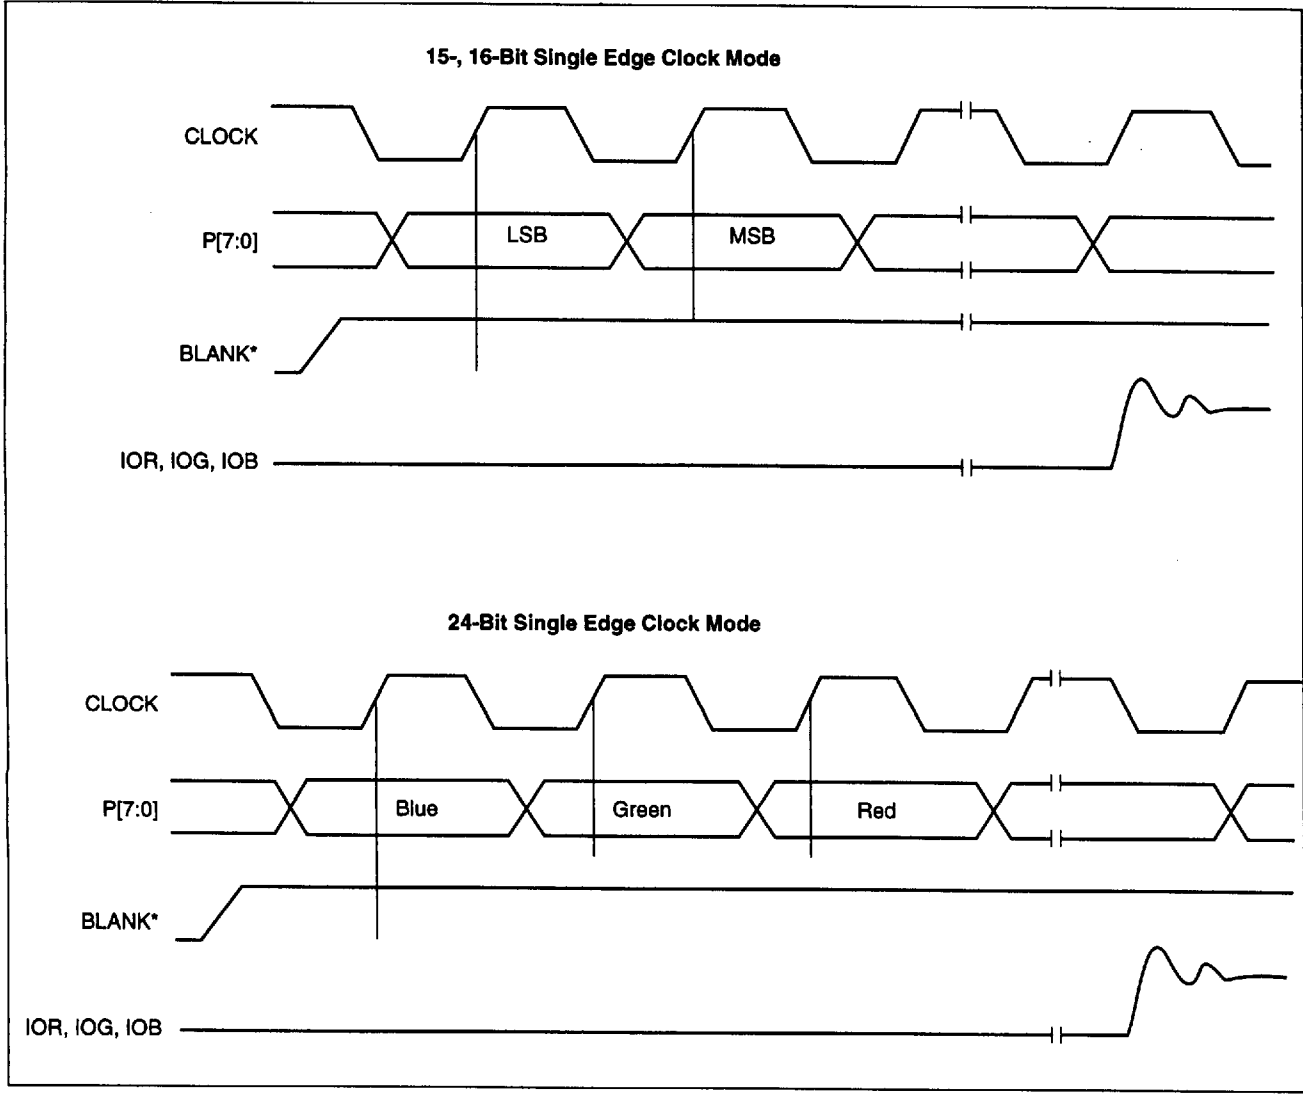 15-, 16-Bit Single Edge Clock Mode
CLOCK
P[7:0]
LSB
MSB
BLANK*
IOR, IOG, IOB
24-Bit Single Edge Clock Mode
CLOCK
P[7:0]
Blue
Green
Red
BLANK*
IOR, IOG, IOB